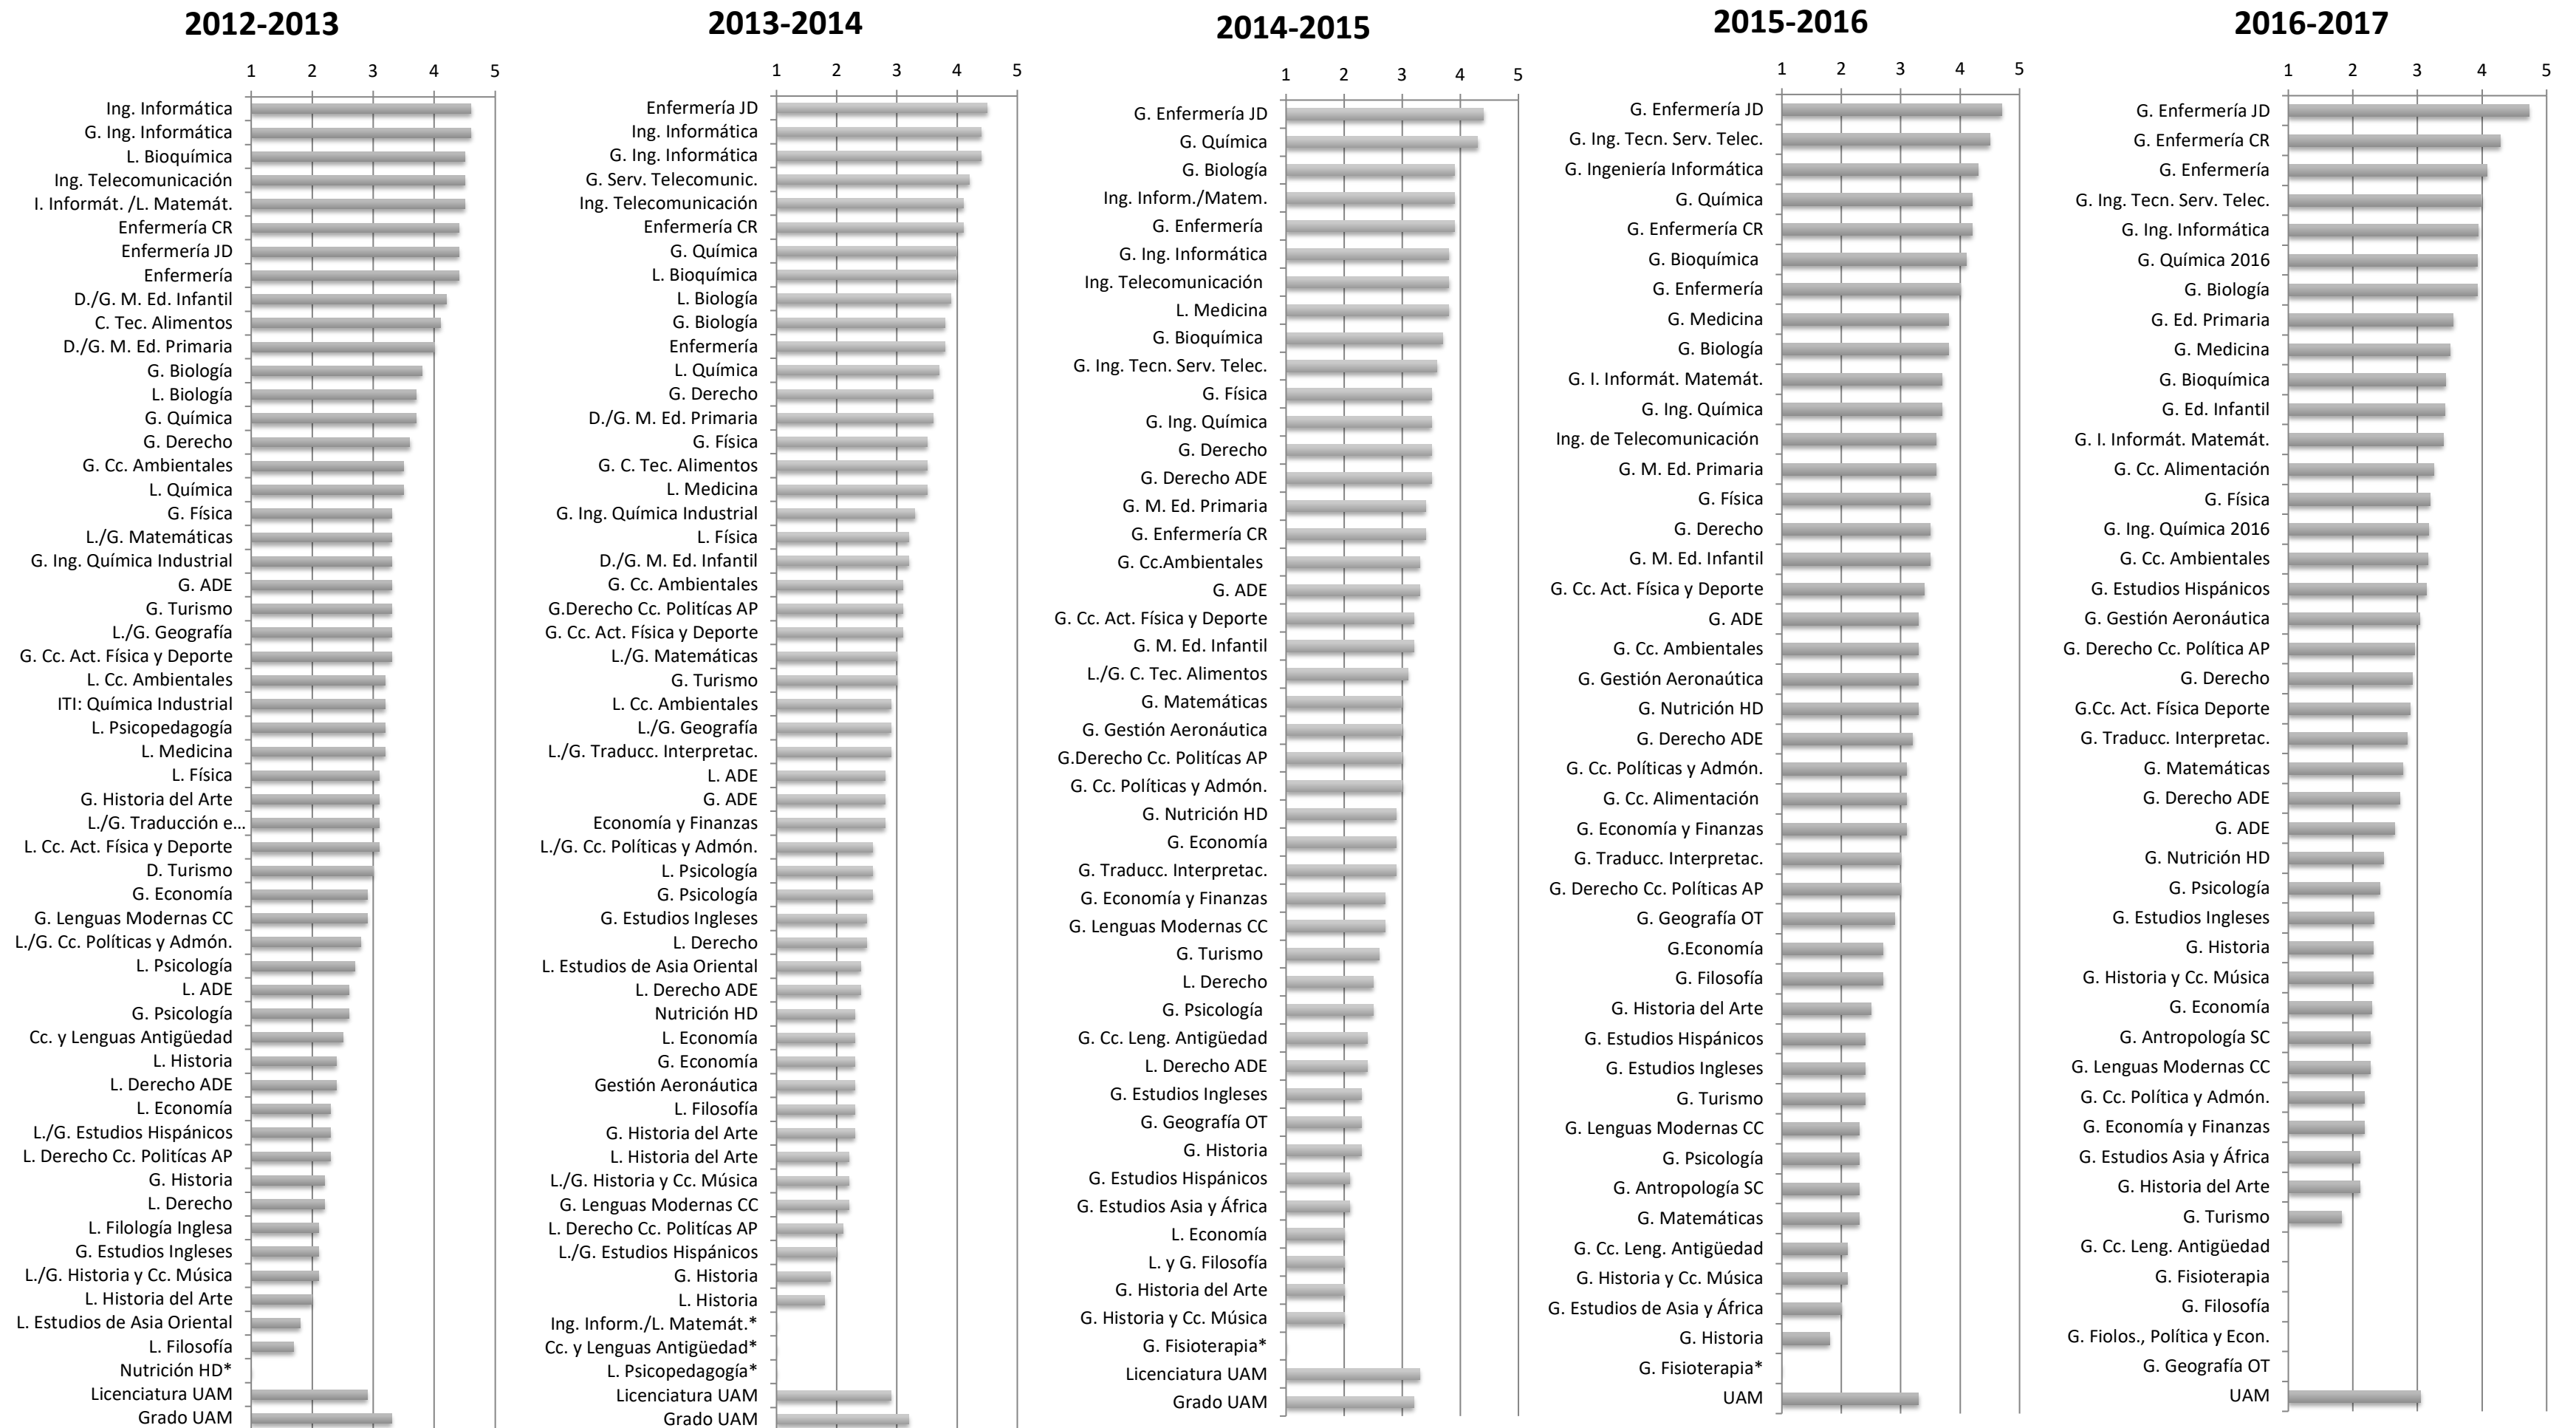 2012-2013
1 2 3 4 5
Ing. Informática
G. Ing. Informática
L. Bioquímica
Ing. Telecomunicación
I. Informát. /L. Matemát.
Enfermería CR
Enfermería JD
Enfermería
D./G. M. Ed. Infantil
C. Tec. Alimentos
D./G. M. Ed. Primaria
G. Biología
L. Biología
G. Química
G. Derecho
G. Cc. Ambientales
L. Química
G. Física
L./G. Matemáticas
G. Ing. Química Industrial
G. ADE
G. Turismo
L./G. Geografía
G. Cc. Act. Física y Deporte
L. Cc. Ambientales
ITI: Química Industrial
L. Psicopedagogía
L. Medicina
L. Física
G. Historia del Arte
L./G. Traducción e...
L. Cc. Act. Física y Deporte
D. Turismo
G. Economía
G. Lenguas Modernas CC
L./G. Cc. Políticas y Admón.
L. Psicología
L. ADE
G. Psicología
Cc. y Lenguas Antigüedad
L. Historia
L. Derecho ADE
L. Economía
L./G. Estudios Hispánicos
L. Derecho Cc. Politícas AP
G. Historia
L. Derecho
L. Filología Inglesa
G. Estudios Ingleses
L./G. Historia y Cc. Música
L. Historia del Arte
L. Estudios de Asia Oriental
L. Filosofía
Nutrición HD*
Licenciatura UAM
Grado UAM
2013-2014
1 2 3 4 5
Enfermería JD
Ing. Informática
G. Ing. Informática
G. Serv. Telecomunic.
Ing. Telecomunicación
Enfermería CR
G. Química
L. Bioquímica
L. Biología
G. Biología
Enfermería
L. Química
G. Derecho
D./G. M. Ed. Primaria
G. Física
G. C. Tec. Alimentos
L. Medicina
G. Ing. Química Industrial
L. Física
D./G. M. Ed. Infantil
G. Cc. Ambientales
G.Derecho Cc. Politícas AP
G. Cc. Act. Física y Deporte
L./G. Matemáticas
G. Turismo
L. Cc. Ambientales
L./G. Geografía
L./G. Traducc. Interpretac.
L. ADE
G. ADE
Economía y Finanzas
L./G. Cc. Políticas y Admón.
L. Psicología
G. Psicología
G. Estudios Ingleses
L. Derecho
L. Estudios de Asia Oriental
L. Derecho ADE
Nutrición HD
L. Economía
G. Economía
Gestión Aeronáutica
L. Filosofía
G. Historia del Arte
L. Historia del Arte
L./G. Historia y Cc. Música
G. Lenguas Modernas CC
L. Derecho Cc. Politícas AP
L./G. Estudios Hispánicos
G. Historia
L. Historia
Ing. Inform./L. Matemát.*
Cc. y Lenguas Antigüedad*
L. Psicopedagogía*
Licenciatura UAM
Grado UAM
2014-2015
1 2 3 4 5
G. Enfermería JD
G. Química
G. Biología
Ing. Inform./Matem.
G. Enfermería
G. Ing. Informática
Ing. Telecomunicación
L. Medicina
G. Bioquímica
G. Ing. Tecn. Serv. Telec.
G. Física
G. Ing. Química
G. Derecho
G. Derecho ADE
G. M. Ed. Primaria
G. Enfermería CR
G. Cc.Ambientales
G. ADE
G. Cc. Act. Física y Deporte
G. M. Ed. Infantil
L./G. C. Tec. Alimentos
G. Matemáticas
G. Gestión Aeronáutica
G.Derecho Cc. Politícas AP
G. Cc. Políticas y Admón.
G. Nutrición HD
G. Economía
G. Traducc. Interpretac.
G. Economía y Finanzas
G. Lenguas Modernas CC
G. Turismo
L. Derecho
G. Psicología
G. Cc. Leng. Antigüedad
L. Derecho ADE
G. Estudios Ingleses
G. Geografía OT
G. Historia
G. Estudios Hispánicos
G. Estudios Asia y África
L. Economía
L. y G. Filosofía
G. Historia del Arte
G. Historia y Cc. Música
G. Fisioterapia*
Licenciatura UAM
Grado UAM
2015-2016
1 2 3 4 5
G. Enfermería JD
G. Ing. Tecn. Serv. Telec.
G. Ingeniería Informática
G. Química
G. Enfermería CR
G. Bioquímica
G. Enfermería
G. Medicina
G. Biología
G. I. Informát. Matemát.
G. Ing. Química
Ing. de Telecomunicación
G. M. Ed. Primaria
G. Física
G. Derecho
G. M. Ed. Infantil
G. Cc. Act. Física y Deporte
G. ADE
G. Cc. Ambientales
G. Gestión Aeronaútica
G. Nutrición HD
G. Derecho ADE
G. Cc. Políticas y Admón.
G. Cc. Alimentación
G. Economía y Finanzas
G. Traducc. Interpretac.
G. Derecho Cc. Políticas AP
G. Geografía OT
G.Economía
G. Filosofía
G. Historia del Arte
G. Estudios Hispánicos
G. Estudios Ingleses
G. Turismo
G. Lenguas Modernas CC
G. Psicología
G. Antropología SC
G. Matemáticas
G. Cc. Leng. Antigüedad
G. Historia y Cc. Música
G. Estudios de Asia y África
G. Historia
G. Fisioterapia*
UAM
2016-2017
1 2 3 4 5
G. Enfermería JD
G. Enfermería CR
G. Enfermería
G. Ing. Tecn. Serv. Telec.
G. Ing. Informática
G. Química 2016
G. Biología
G. Ed. Primaria
G. Medicina
G. Bioquímica
G. Ed. Infantil
G. I. Informát. Matemát.
G. Cc. Alimentación
G. Física
G. Ing. Química 2016
G. Cc. Ambientales
G. Estudios Hispánicos
G. Gestión Aeronáutica
G. Derecho Cc. Política AP
G. Derecho
G.Cc. Act. Física Deporte
G. Traducc. Interpretac.
G. Matemáticas
G. Derecho ADE
G. ADE
G. Nutrición HD
G. Psicología
G. Estudios Ingleses
G. Historia
G. Historia y Cc. Música
G. Economía
G. Antropología SC
G. Lenguas Modernas CC
G. Cc. Política y Admón.
G. Economía y Finanzas
G. Estudios Asia y África
G. Historia del Arte
G. Turismo
G. Cc. Leng. Antigüedad
G. Fisioterapia
G. Filosofía
G. Fiolos., Política y Econ.
G. Geografía OT
UAM